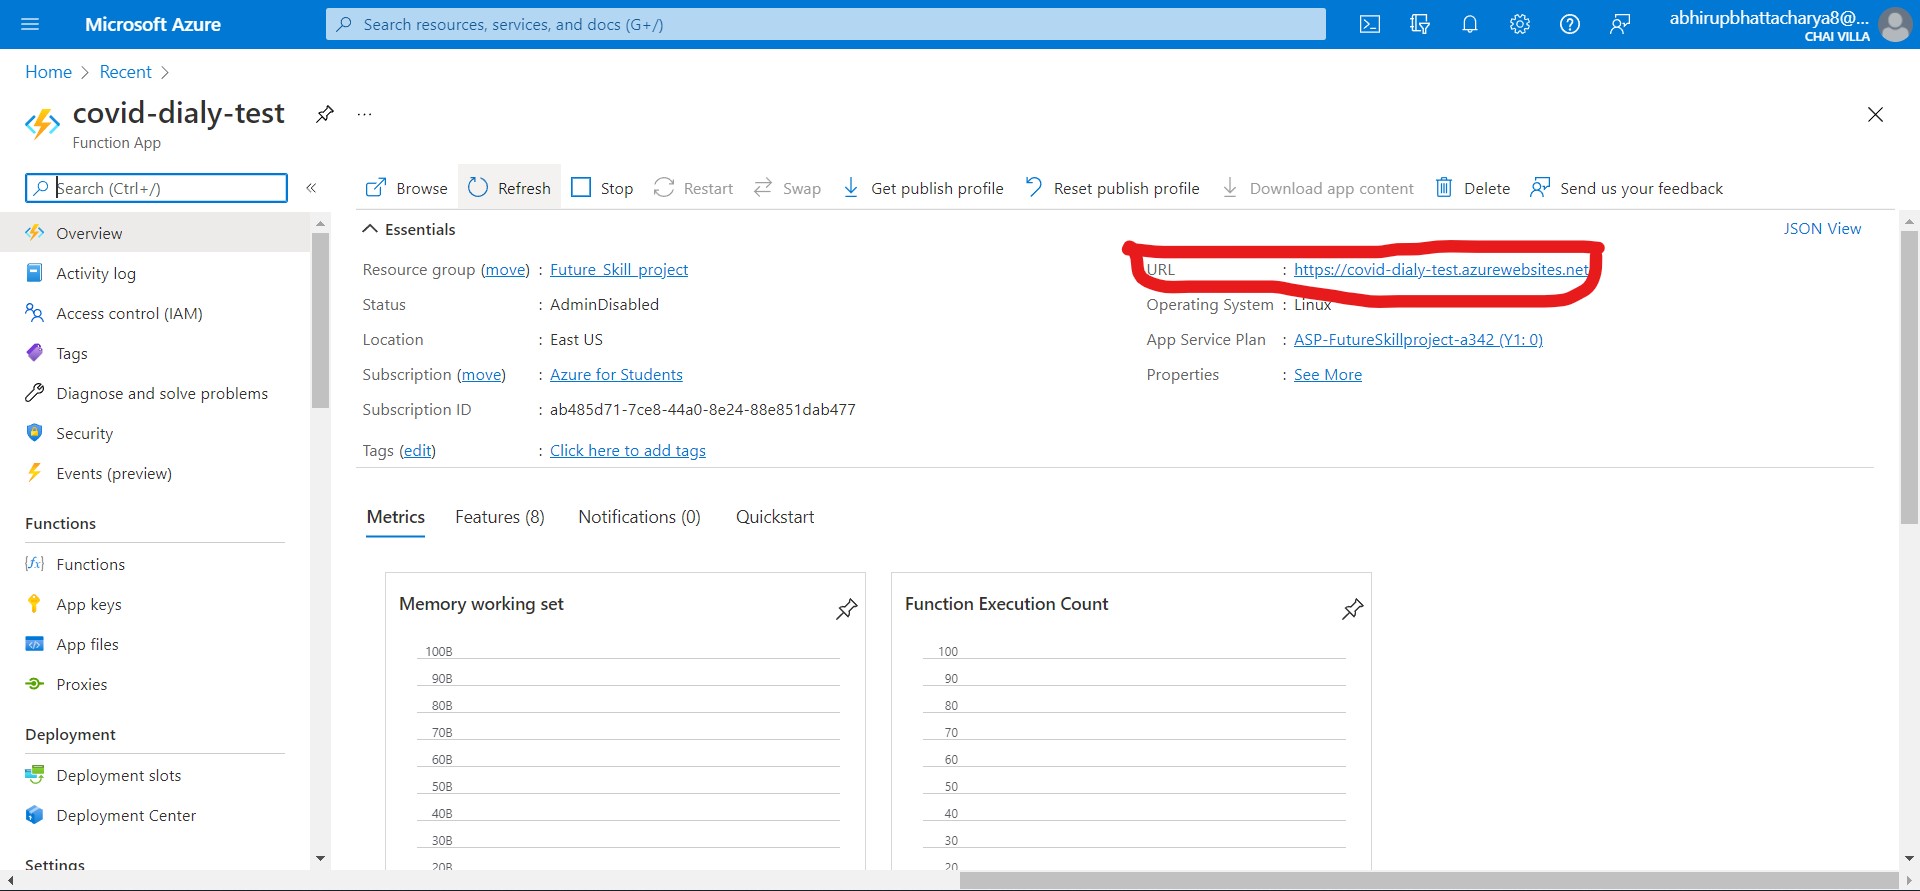 Microsoft Azure
Search resources, services, and docs (G+/)
abhirupbhattacharya8@...
CHAI VILLA
Home > Recent >
covid-dialy-test
Function App
Search (Ctrl+/)
Overview
Activity log
Access control (IAM)
Tags
Diagnose and solve problems
Security
Events (preview)
Functions
Functions
App keys
App files
Proxies
Deployment
Deployment slots
Deployment Center
Settings
Browse Refresh Stop Restart Swap Get publish profile Reset publish profile Download app content Delete Send us your feedback
Essentials
JSON View
Resource group (move) : Future_Skill_project
Status : AdminDisabled
Location : East US
Subscription (move) : Azure for Students
Subscription ID : ab485d71-7ce8-44a0-8e24-88e851dab477
Tags (edit) : Click here to add tags
URL : https://covid-dialy-test.azurewebsites.net
Operating System : Linux
App Service Plan : ASP-FutureSkillproject-a342 (Y1: 0)
Properties : See More
Metrics Features (8) Notifications (0) Quickstart
Memory working set
100B
90B
80B
70B
60B
50B
40B
30B
20B
Function Execution Count
100
90
80
70
60
50
40
30
20